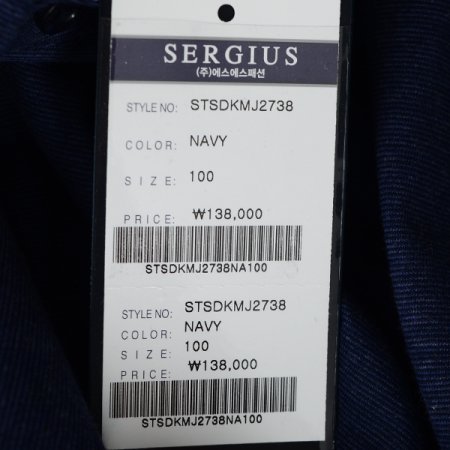 SERGIUS
(주)에스에스패션
STYLE NO: STSDKMJ2738
COLOR: NAVY
SIZE: 100
PRICE: ₩138,000
STSDKMJ2738NA100
STYLE NO: STSDKMJ2738
COLOR: NAVY
SIZE: 100
PRICE: ₩138,000
STSDKMJ2738NA100